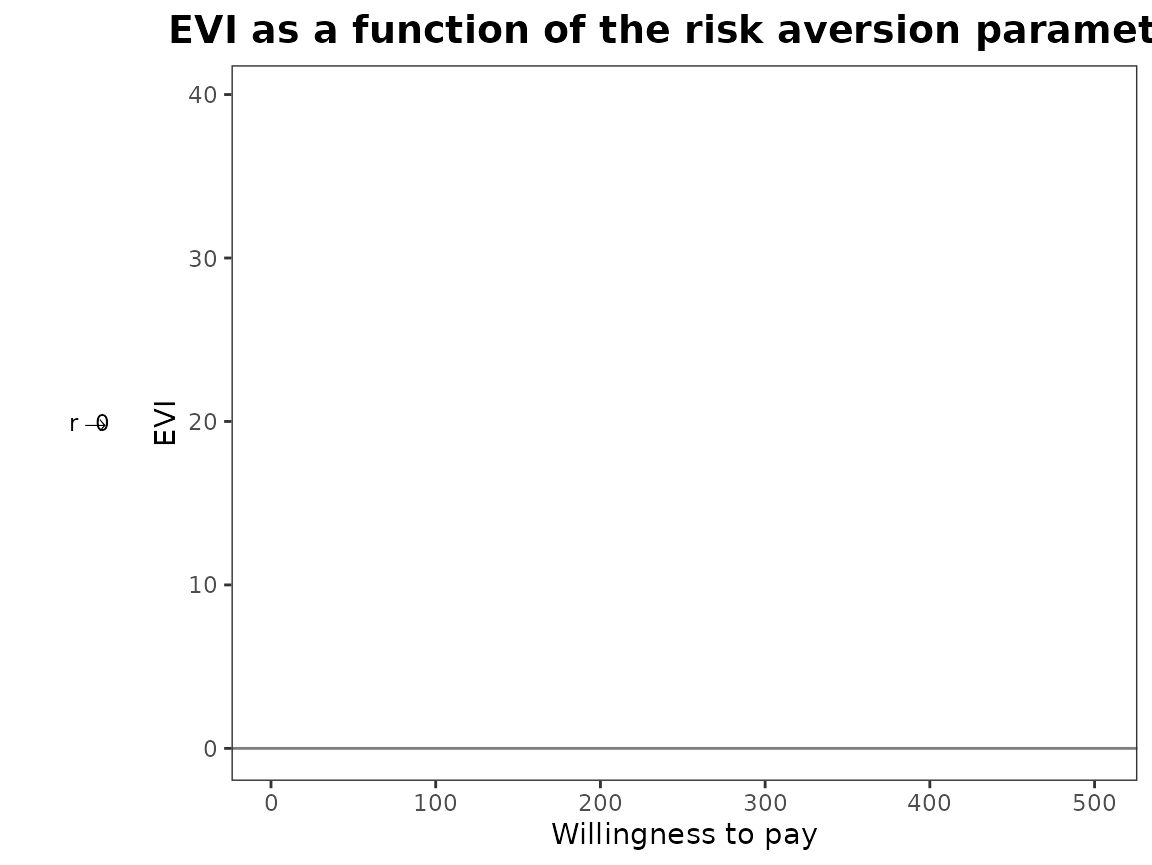 EVI as a function of the risk aversion paramet
40
30
r → 0
EVI
20
10
0
0 100 200 300 400 500
Willingness to pay